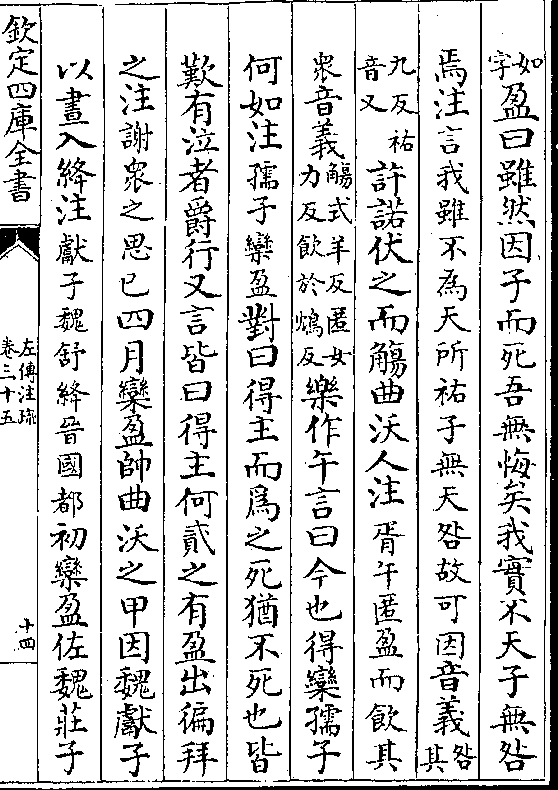 字如盈曰雖然因子而死吾無悔矣我實不天子無咎
焉注言我雖不為天所祐子無天咎故可因音義咎其
九反祐音又許諾伏之而觴曲沃人注胥午匿盈而飲其
衆音義觴式羊反匿女力反飲於鴆反樂作午言曰今也得欒孺子
何如注孺子欒盈對曰得主而爲之死猶不死也皆
歎有泣者爵行又言皆曰得主何貳之有盈出徧拜
之注謝衆之思已四月欒盈帥曲沃之甲因魏獻子
以晝入絳注獻子魏舒絳晉國都初欒盈佐魏莊子
欽定四庫全書
左傳注疏
卷三十五
十四